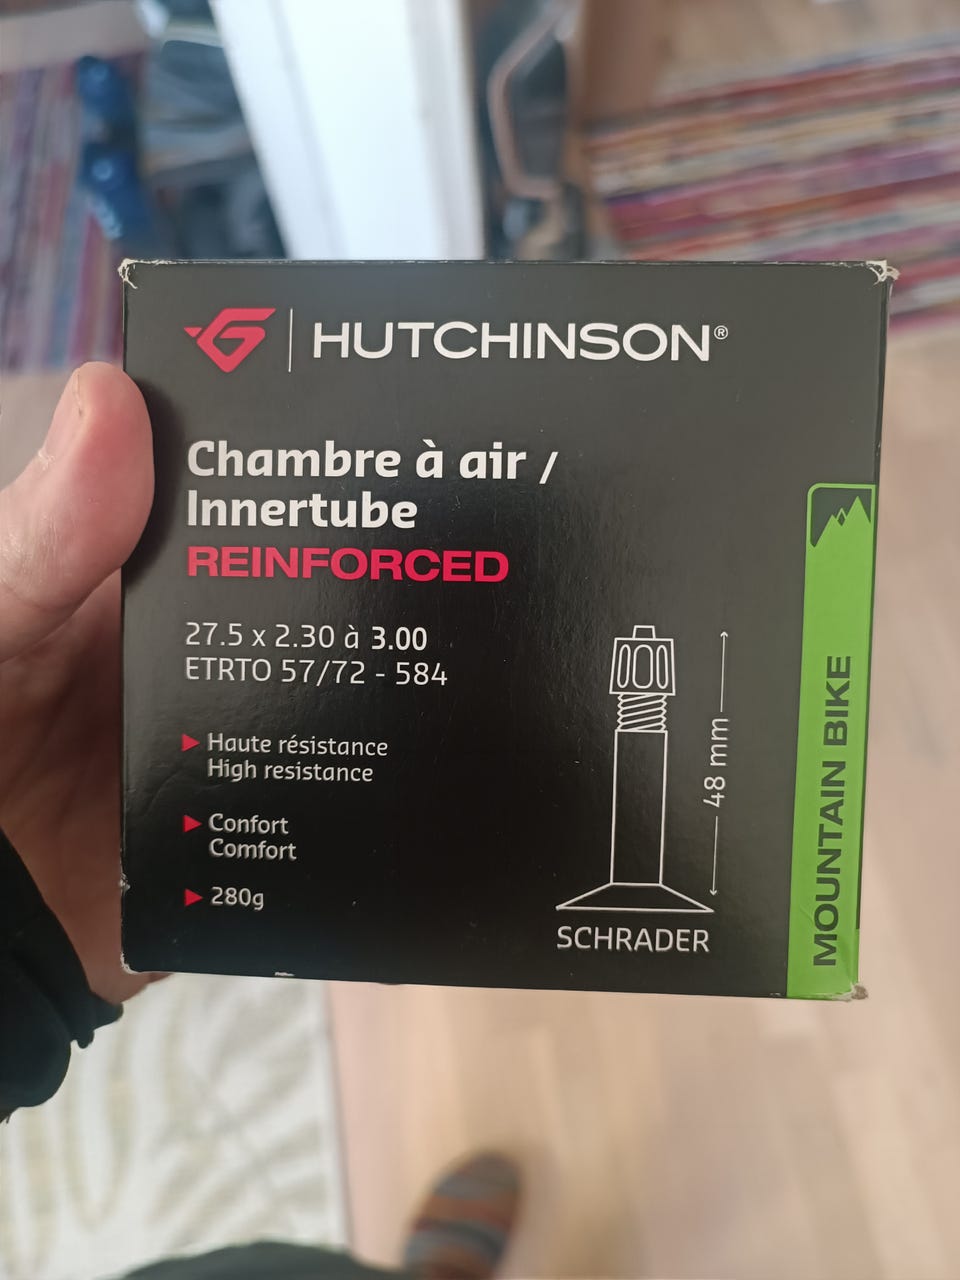 HUTCHINSON®
Chambre à air /
Innertube
REINFORCED
27.5 x 2.30 à 3.00
ETRTO 57/72 - 584
Haute résistance
High resistance
Confort
Comfort
280g
48 mm
SCHRADER
MOUNTAIN BIKE